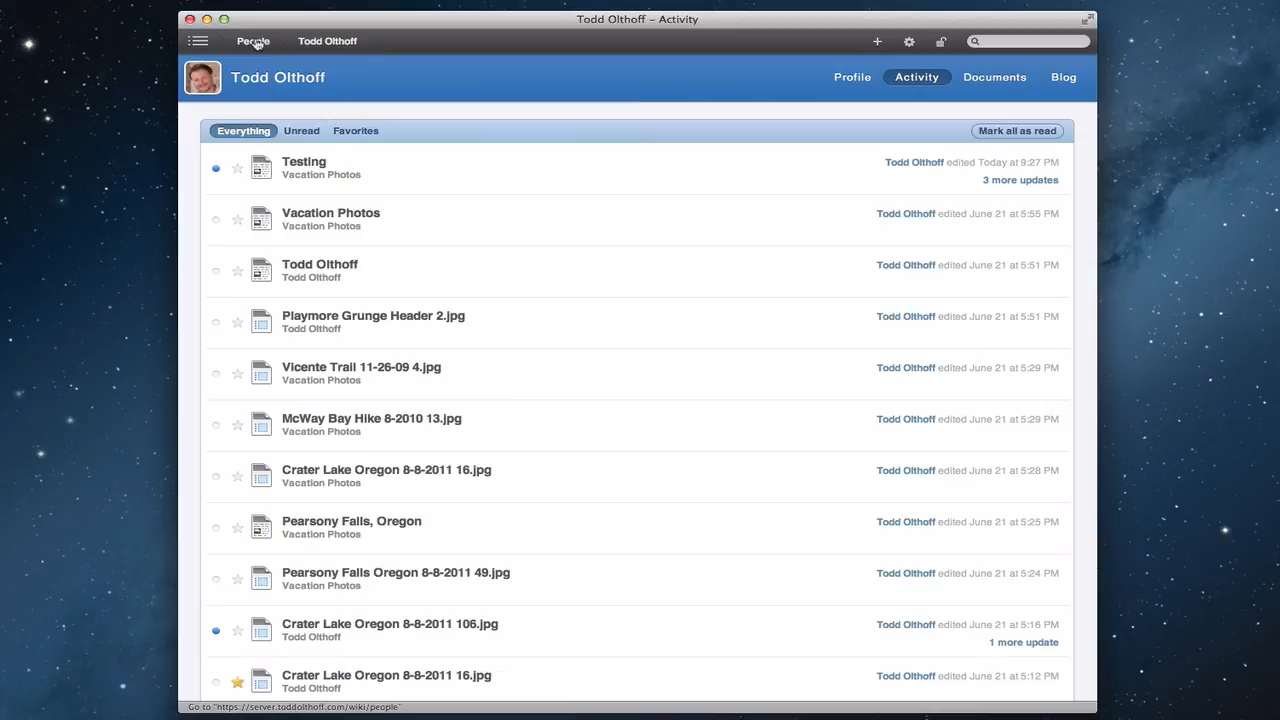 Todd Olthoff – Activity
People Todd Olthoff
Todd Olthoff Profile Activity Documents Blog
Everything Unread Favorites Mark all as read
Testing Todd Olthoff edited Today at 9:27 PM
Vacation Photos 3 more updates
Vacation Photos Todd Olthoff edited June 21 at 5:55 PM
Vacation Photos
Todd Olthoff Todd Olthoff edited June 21 at 5:51 PM
Todd Olthoff
Playmore Grunge Header 2.jpg Todd Olthoff edited June 21 at 5:51 PM
Todd Olthoff
Vicente Trail 11-26-09 4.jpg Todd Olthoff edited June 21 at 5:29 PM
Vacation Photos
McWay Bay Hike 8-2010 13.jpg Todd Olthoff edited June 21 at 5:29 PM
Vacation Photos
Crater Lake Oregon 8-8-2011 16.jpg Todd Olthoff edited June 21 at 5:28 PM
Vacation Photos
Pearsony Falls, Oregon Todd Olthoff edited June 21 at 5:25 PM
Vacation Photos
Pearsony Falls Oregon 8-8-2011 49.jpg Todd Olthoff edited June 21 at 5:24 PM
Vacation Photos
Crater Lake Oregon 8-8-2011 106.jpg Todd Olthoff edited June 21 at 5:16 PM
Todd Olthoff 1 more update
Crater Lake Oregon 8-8-2011 16.jpg Todd Olthoff edited June 21 at 5:12 PM
Todd Olthoff
Go to "https://server.toddolthoff.com/wiki/people"